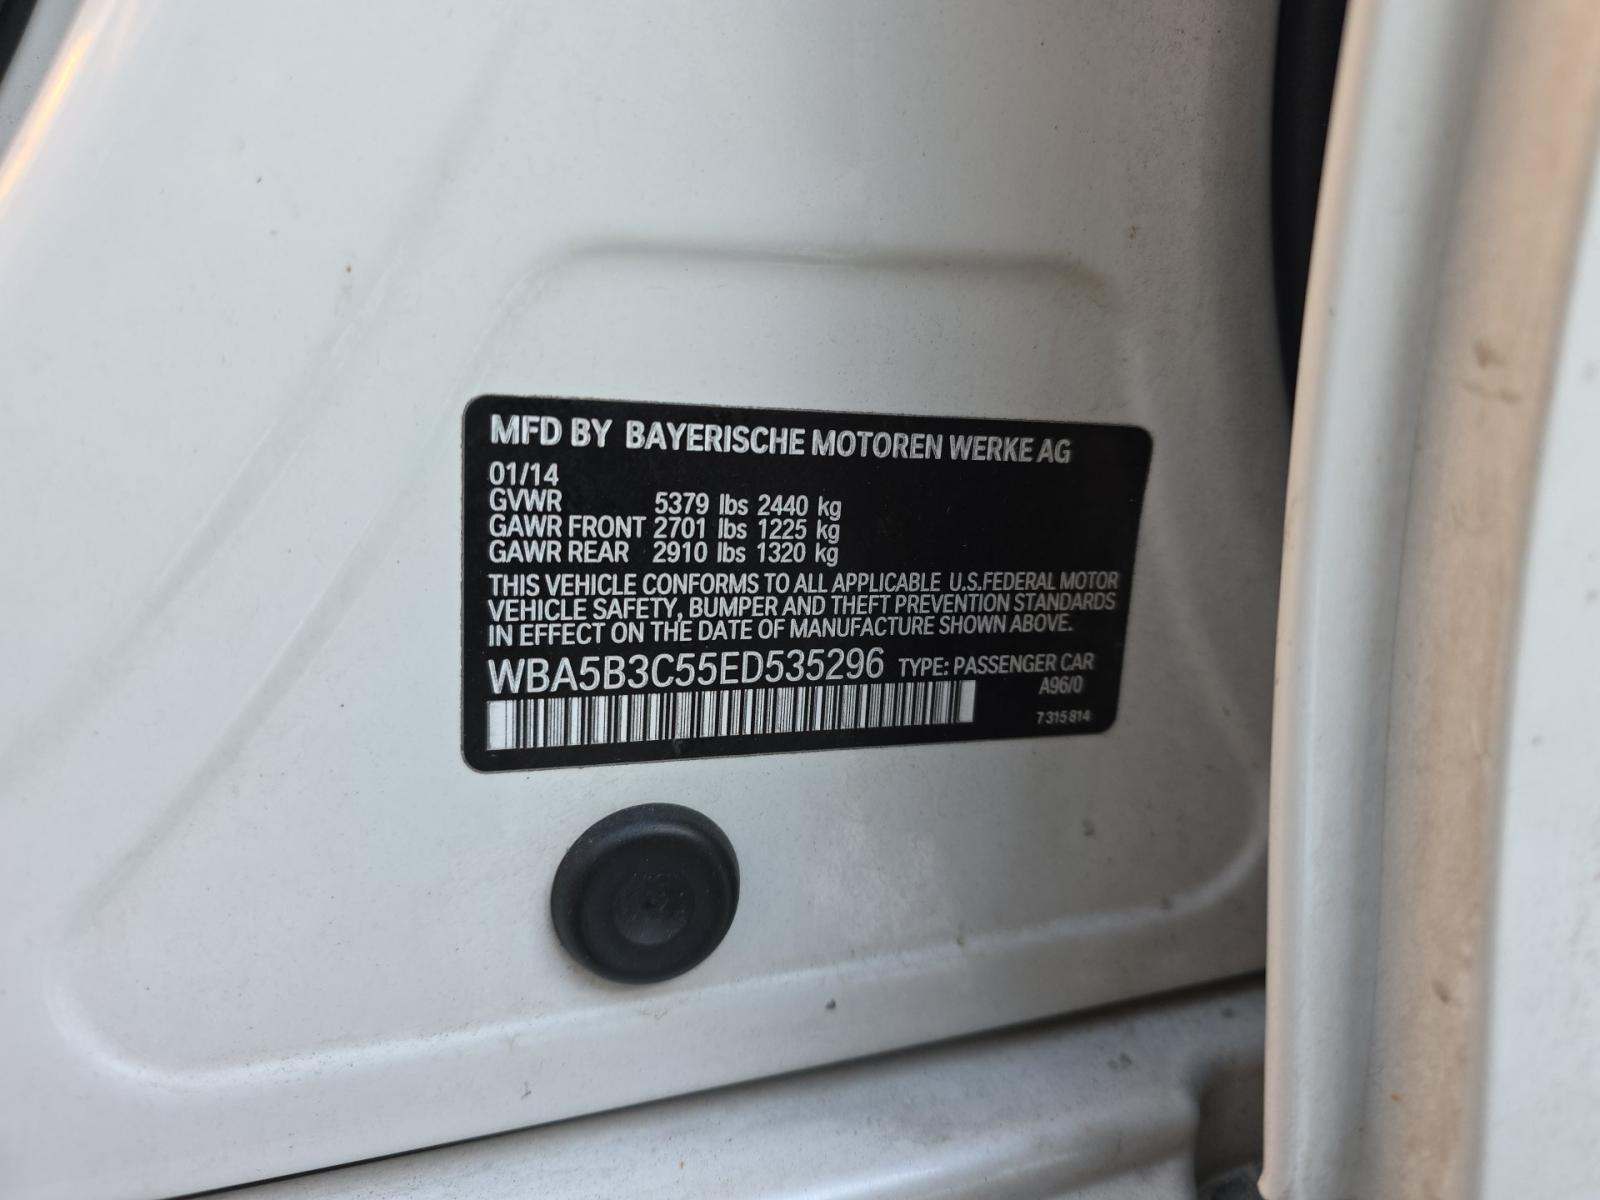 MFD BY BAYERISCHE MOTOREN WERKE AG
01/14
GVWR 5379 lbs 2440 kg
GAWR FRONT 2701 lbs 1225 kg
GAWR REAR 2910 lbs 1320 kg
THIS VEHICLE CONFORMS TO ALL APPLICABLE U.S.FEDERAL MOTOR
VEHICLE SAFETY, BUMPER AND THEFT PREVENTION STANDARDS
IN EFFECT ON THE DATE OF MANUFACTURE SHOWN ABOVE.
WBA5B3C55ED535296 TYPE: PASSENGER CAR
A96/0
7 315 814